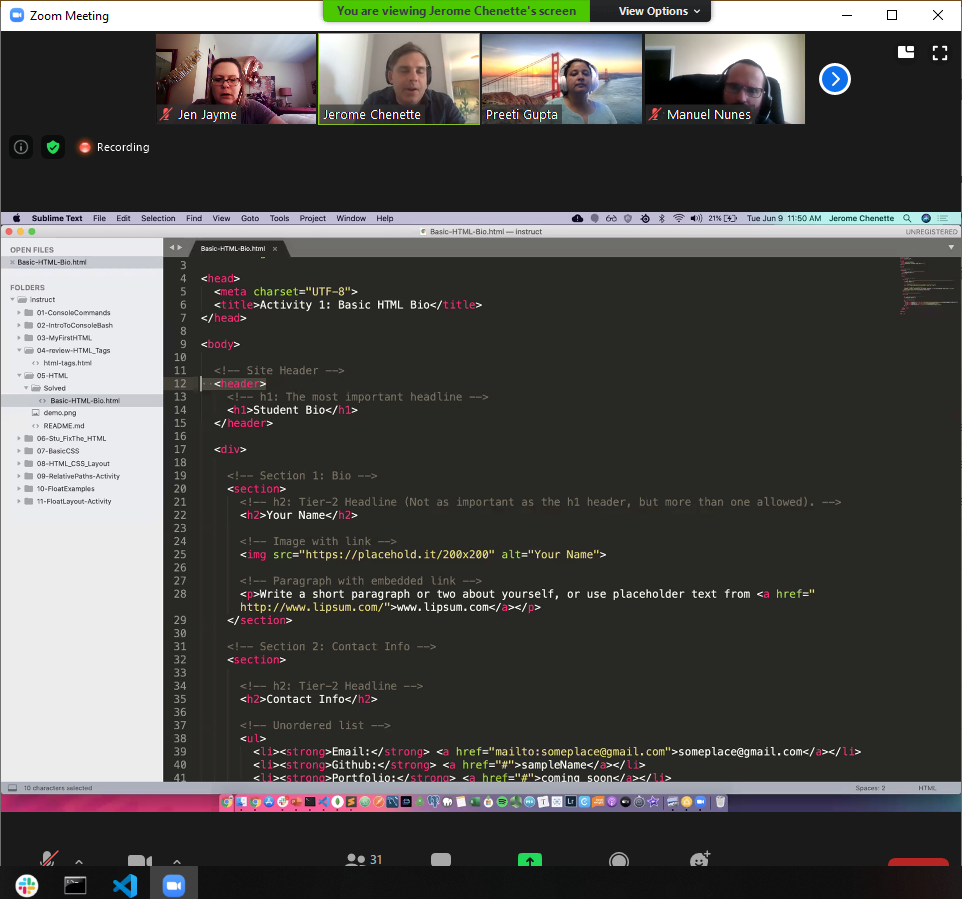 Zoom Meeting
You are viewing Jerome Chenette's screen
View Options
Jen Jayme
Jerome Chenette
Preeti Gupta
Manuel Nunes
Recording
Sublime Text File Edit Selection Find View Goto Tools Project Window Help
21% Tue Jun 9 11:50 AM Jerome Chenette
Basic-HTML-Bio.html — instruct
UNREGISTERED
OPEN FILES
Basic-HTML-Bio.html
FOLDERS
instruct
01-ConsoleCommands
02-IntroToConsoleBash
03-MyFirstHTML
04-review-HTML_Tags
html-tags.html
05-HTML
Solved
Basic-HTML-Bio.html
demo.png
README.md
06-Stu_FixThe_HTML
07-BasicCSS
08-HTML_CSS_Layout
09-RelativePaths-Activity
10-FloatExamples
11-FloatLayout-Activity
Basic-HTML-Bio.html
3
4 <head>
5 <meta charset="UTF-8">
6 <title>Activity 1: Basic HTML Bio</title>
7 </head>
8
9 <body>
10
11 <!-- Site Header -->
12 <header>
13 <!-- h1: The most important headline -->
14 <h1>Student Bio</h1>
15 </header>
16
17 <div>
18
19 <!-- Section 1: Bio -->
20 <section>
21 <!-- h2: Tier-2 Headline (Not as important as the h1 header, but more than one allowed). -->
22 <h2>Your Name</h2>
23
24 <!-- Image with link -->
25 <img src="https://placehold.it/200x200" alt="Your Name">
26
27 <!-- Paragraph with embedded link -->
28 <p>Write a short paragraph or two about yourself, or use placeholder text from <a href="
http://www.lipsum.com/">www.lipsum.com</a></p>
29 </section>
30
31 <!-- Section 2: Contact Info -->
32 <section>
33
34 <!-- h2: Tier-2 Headline -->
35 <h2>Contact Info</h2>
36
37 <!-- Unordered list -->
38 <ul>
39 <li><strong>Email:</strong> <a href="mailto:someplace@gmail.com">someplace@gmail.com</a></li>
40 <li><strong>Github:</strong> <a href="#">sampleName</a></li>
41 <li><strong>Portfolio:</strong> <a href="#">coming soon</a></li>
10 characters selected
Spaces: 2
HTML
31